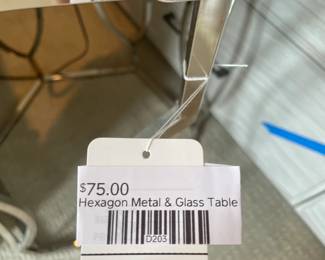 $75.00
Hexagon Metal & Glass Table
D203